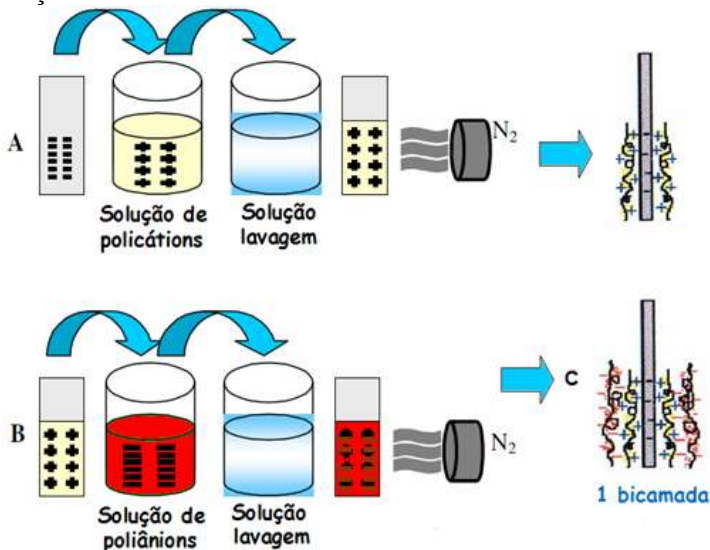 A
N₂
Solução de
policátions
Solução
lavagem
B
N₂
C
Solução de
poliânions
Solução
lavagem
1 bicamada